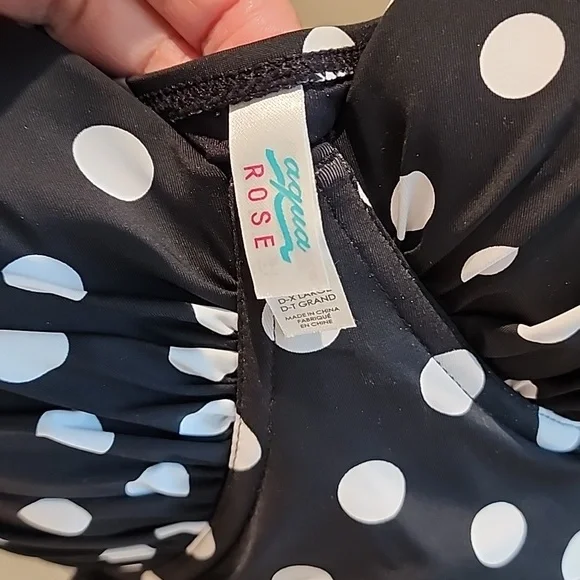 aqua
ROSE
D-X LARGE
D-T GRAND
MADE IN CHINA
FABRIQUÉ
EN CHINE